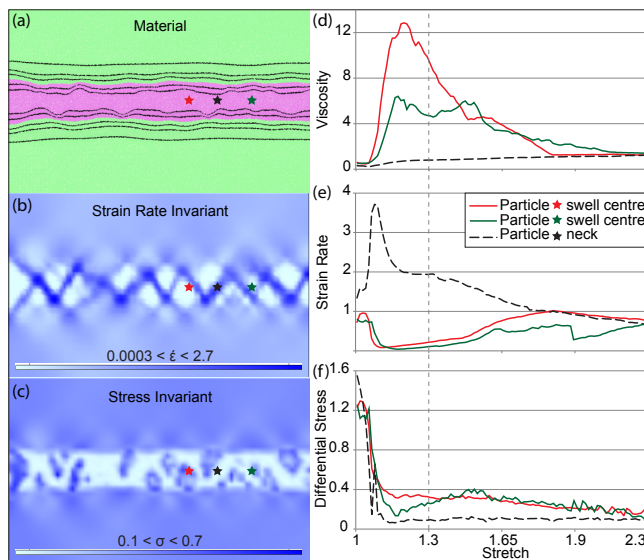 (a) Material
(b) Strain Rate Invariant
0.0003 < ε̇ < 2.7
(c) Stress Invariant
0.1 < σ < 0.7
(d)
12
8
4
0
Viscosity
(e)
4
3
2
1
Strain Rate
Particle ★ swell centre
Particle ★ swell centre
Particle ★ neck
(f)
1.6
1.2
0.8
0.4
0
Differential Stress
1 1.3 1.65 1.9 2.3
Stretch